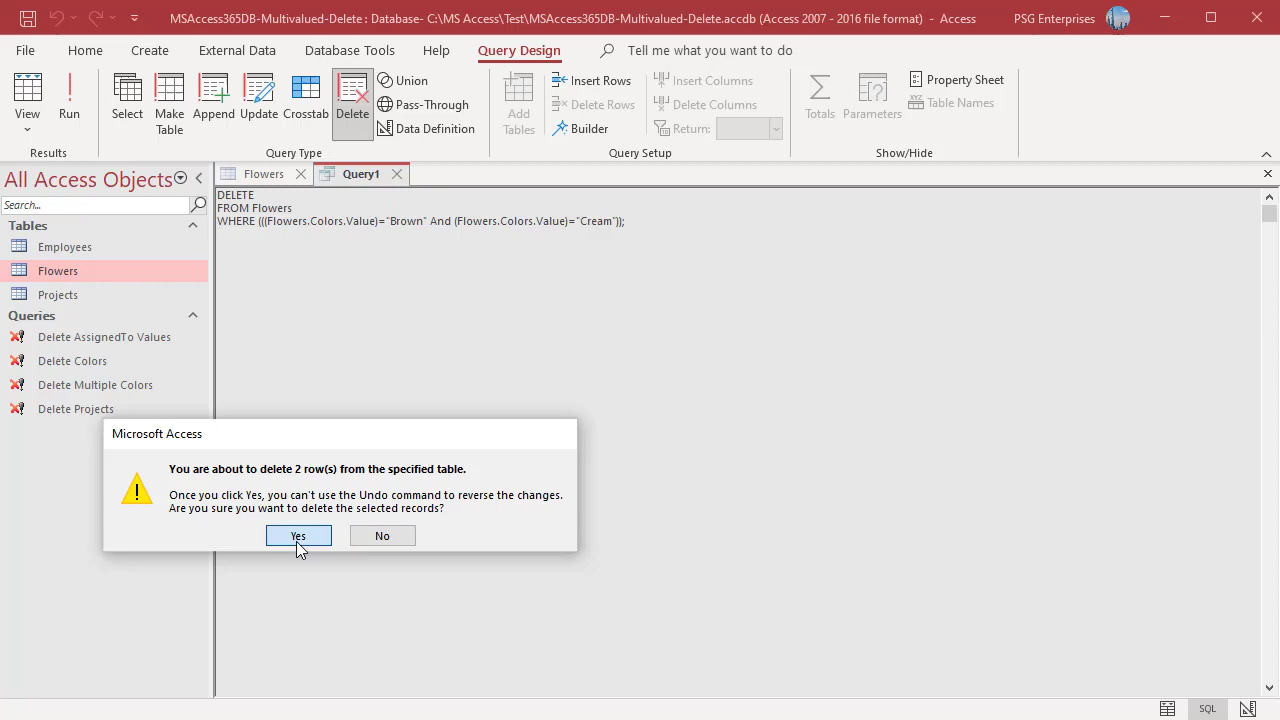 MSAccess365DB-Multivalued-Delete : Database- C:\MS Access\Test\MSAccess365DB-Multivalued-Delete.accdb (Access 2007 - 2016 file format) - Access
PSG Enterprises
File Home Create External Data Database Tools Help Query Design Tell me what you want to do
View
Run
Select
Make Table
Append
Update
Crosstab
Delete
Union
Pass-Through
Data Definition
Add Tables
Insert Rows
Delete Rows
Builder
Insert Columns
Delete Columns
Return:
Totals
Parameters
Property Sheet
XYZ Table Names
Results
Query Type
Query Setup
Show/Hide
All Access Objects
Search...
Tables
Employees
Flowers
Projects
Queries
Delete AssignedTo Values
Delete Colors
Delete Multiple Colors
Delete Projects
Flowers
Query1
DELETE
FROM Flowers
WHERE (((Flowers.Colors.Value)="Brown" And (Flowers.Colors.Value)="Cream"));
Microsoft Access
You are about to delete 2 row(s) from the specified table.
Once you click Yes, you can't use the Undo command to reverse the changes.
Are you sure you want to delete the selected records?
Yes
No
SQL